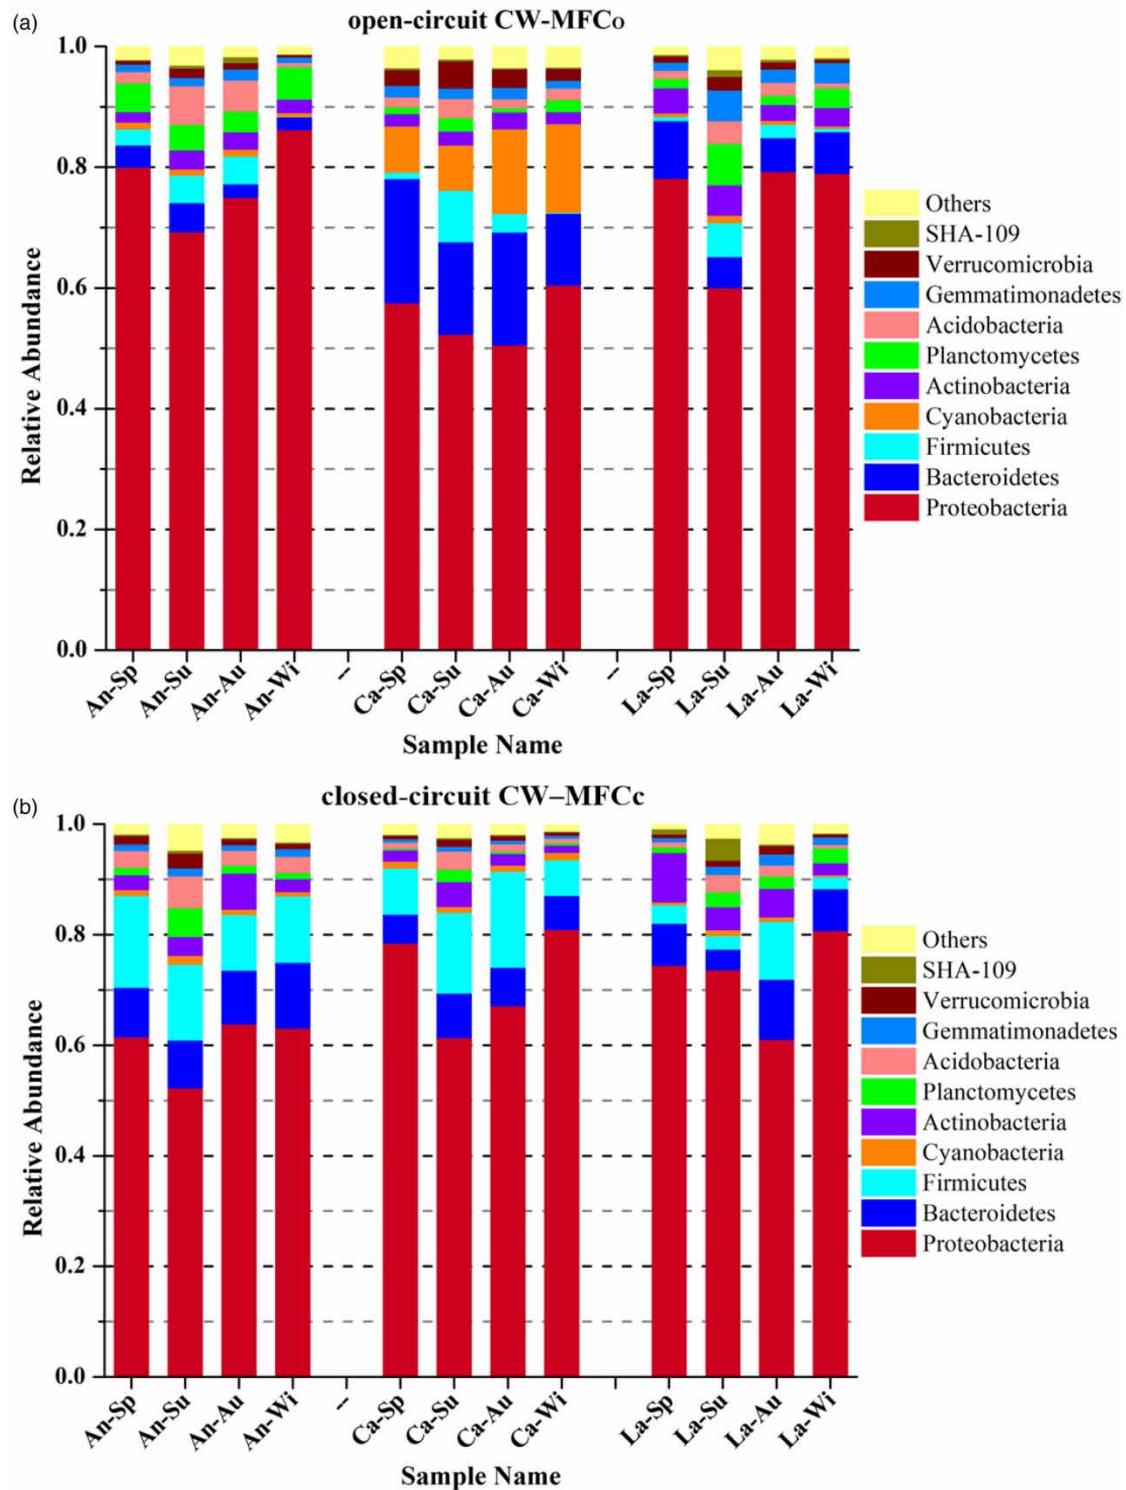 (a)
open-circuit CW-MFCO
1.0
0.8
0.6
0.4
0.2
0.0
Relative Abundance
An-Sp
An-Su
An-Au
An-Wi
--
Ca-Sp
Ca-Su
Ca-Au
Ca-Wi
--
La-Sp
La-Su
La-Au
La-Wi
Sample Name
Others
SHA-109
Verrucomicrobia
Gemmatimonadetes
Acidobacteria
Planctomycetes
Actinobacteria
Cyanobacteria
Firmicutes
Bacteroidetes
Proteobacteria
(b)
closed-circuit CW–MFCc
1.0
0.8
0.6
0.4
0.2
0.0
Relative Abundance
An-Sp
An-Su
An-Au
An-Wi
--
Ca-Sp
Ca-Su
Ca-Au
Ca-Wi
La-Sp
La-Su
La-Au
La-Wi
Sample Name
Others
SHA-109
Verrucomicrobia
Gemmatimonadetes
Acidobacteria
Planctomycetes
Actinobacteria
Cyanobacteria
Firmicutes
Bacteroidetes
Proteobacteria